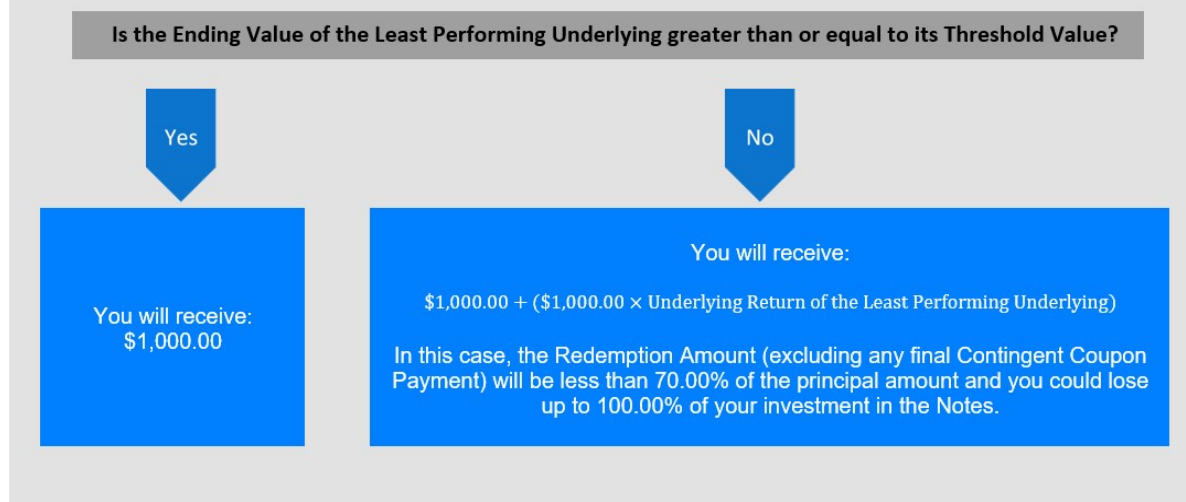 Is the Ending Value of the Least Performing Underlying greater than or equal to its Threshold Value?
Yes
No
You will receive:
$1,000.00
You will receive:
$1,000.00 + ($1,000.00 × Underlying Return of the Least Performing Underlying)
In this case, the Redemption Amount (excluding any final Contingent Coupon
Payment) will be less than 70.00% of the principal amount and you could lose
up to 100.00% of your investment in the Notes.